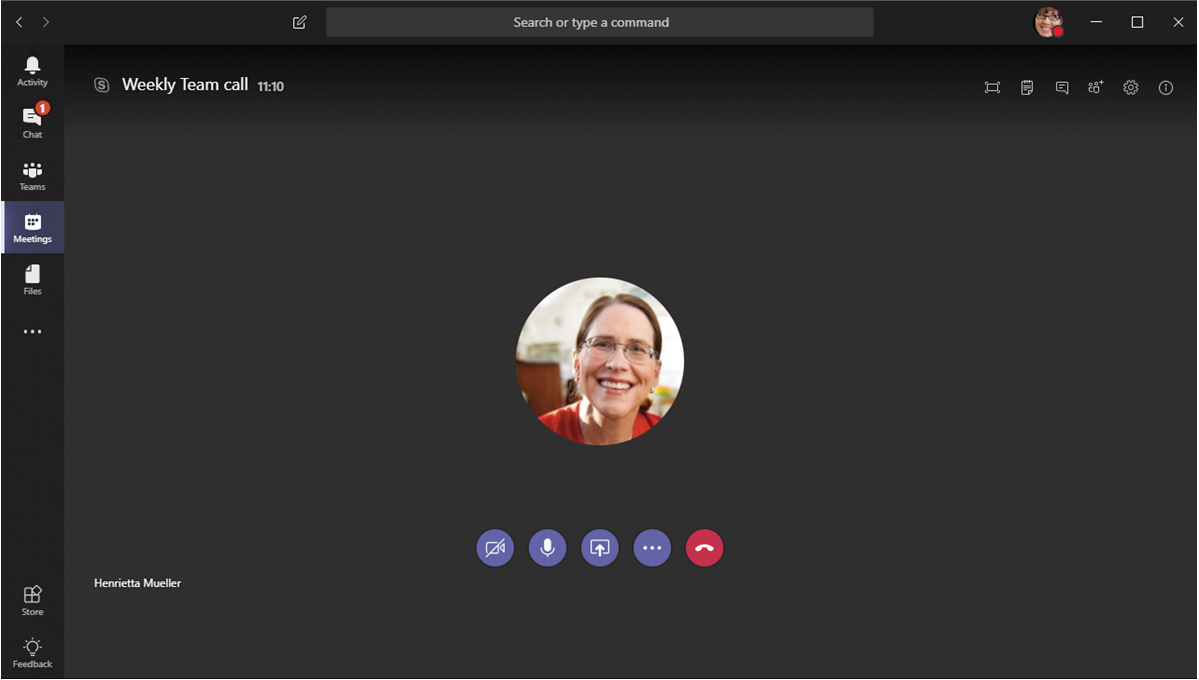 Search or type a command
Activity
1
Chat
Teams
Meetings
Files
Store
Feedback
Weekly Team call 11:10
Henrietta Mueller